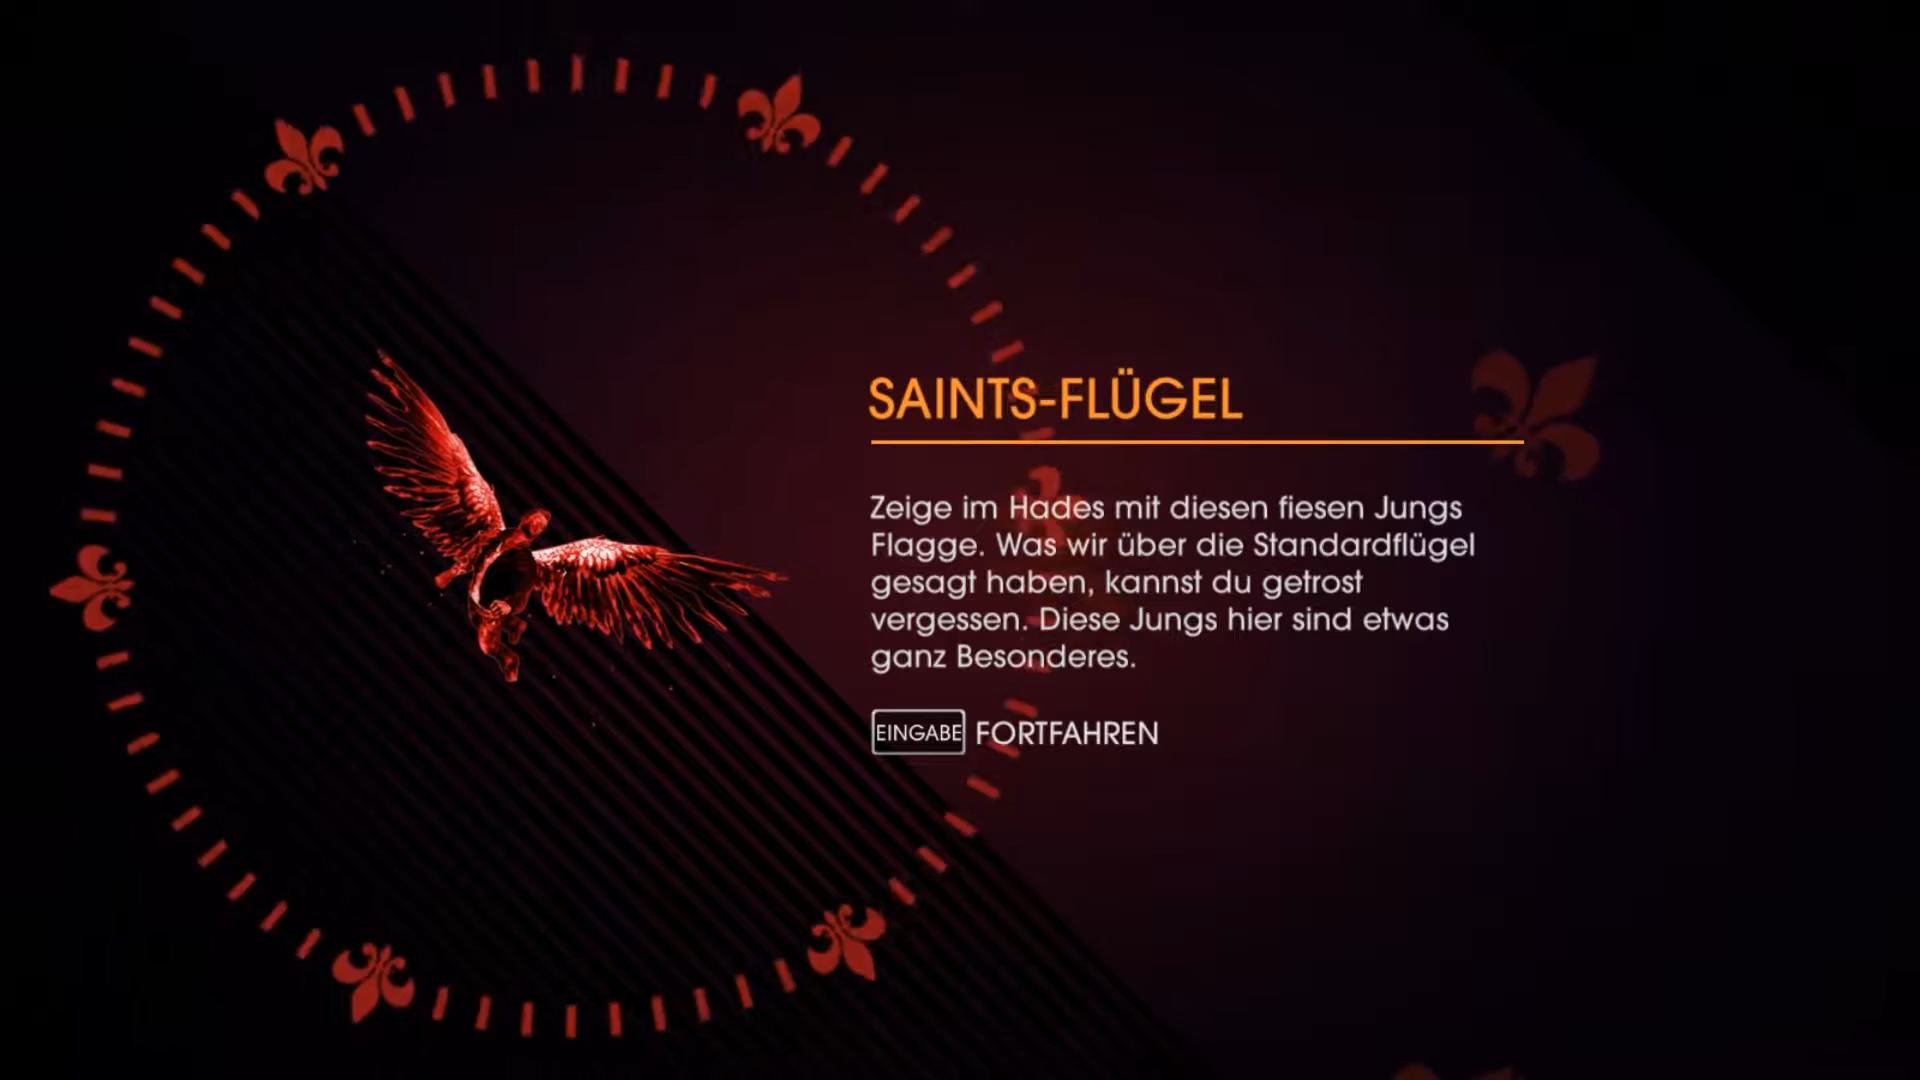 SAINTS-FLÜGEL
Zeige im Hades mit diesen fiesen Jungs
Flagge. Was wir über die Standardflügel
gesagt haben, kannst du getrost
vergessen. Diese Jungs hier sind etwas
ganz Besonderes.
EINGABE FORTFAHREN